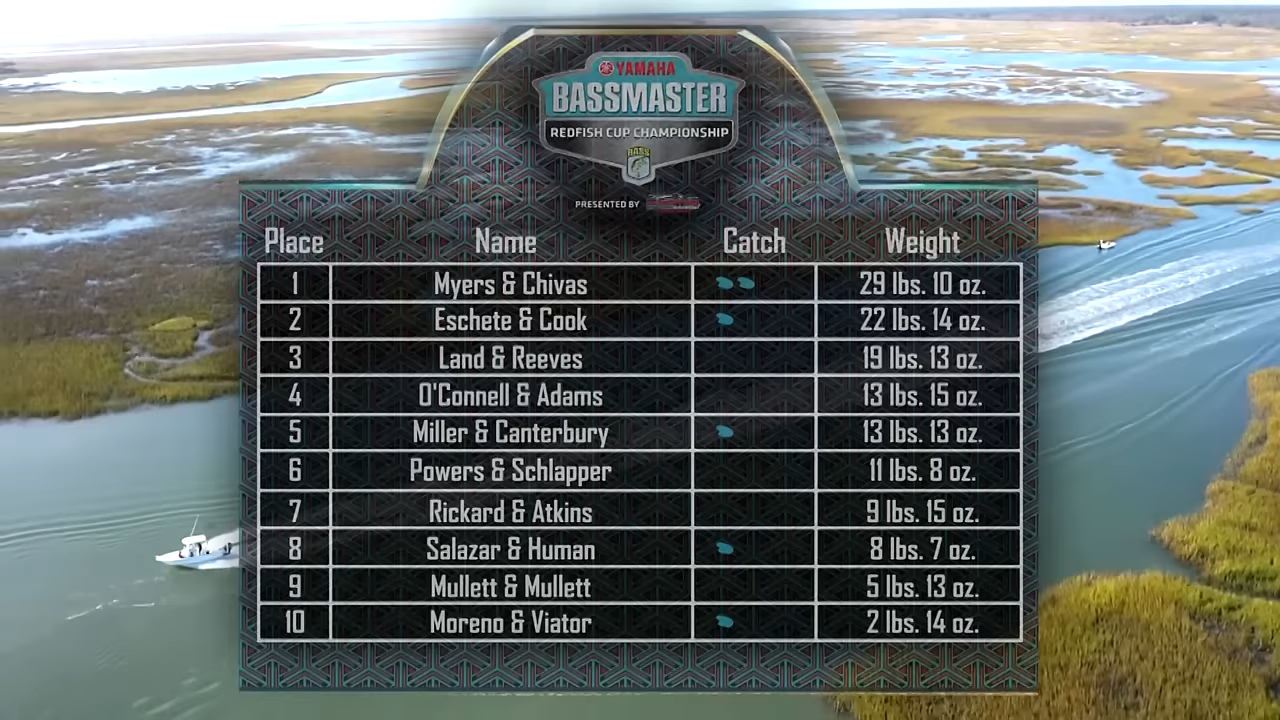 YAMAHA
BASSMASTER
REDFISH CUP CHAMPIONSHIP
BASS
PRESENTED BY
Place Name Catch Weight
1 Myers & Chivas 29 lbs. 10 oz.
2 Eschete & Cook 22 lbs. 14 oz.
3 Land & Reeves 19 lbs. 13 oz.
4 O'Connell & Adams 13 lbs. 15 oz.
5 Miller & Canterbury 13 lbs. 13 oz.
6 Powers & Schlapper 11 lbs. 8 oz.
7 Rickard & Atkins 9 lbs. 15 oz.
8 Salazar & Human 8 lbs. 7 oz.
9 Mullett & Mullett 5 lbs. 13 oz.
10 Moreno & Viator 2 lbs. 14 oz.